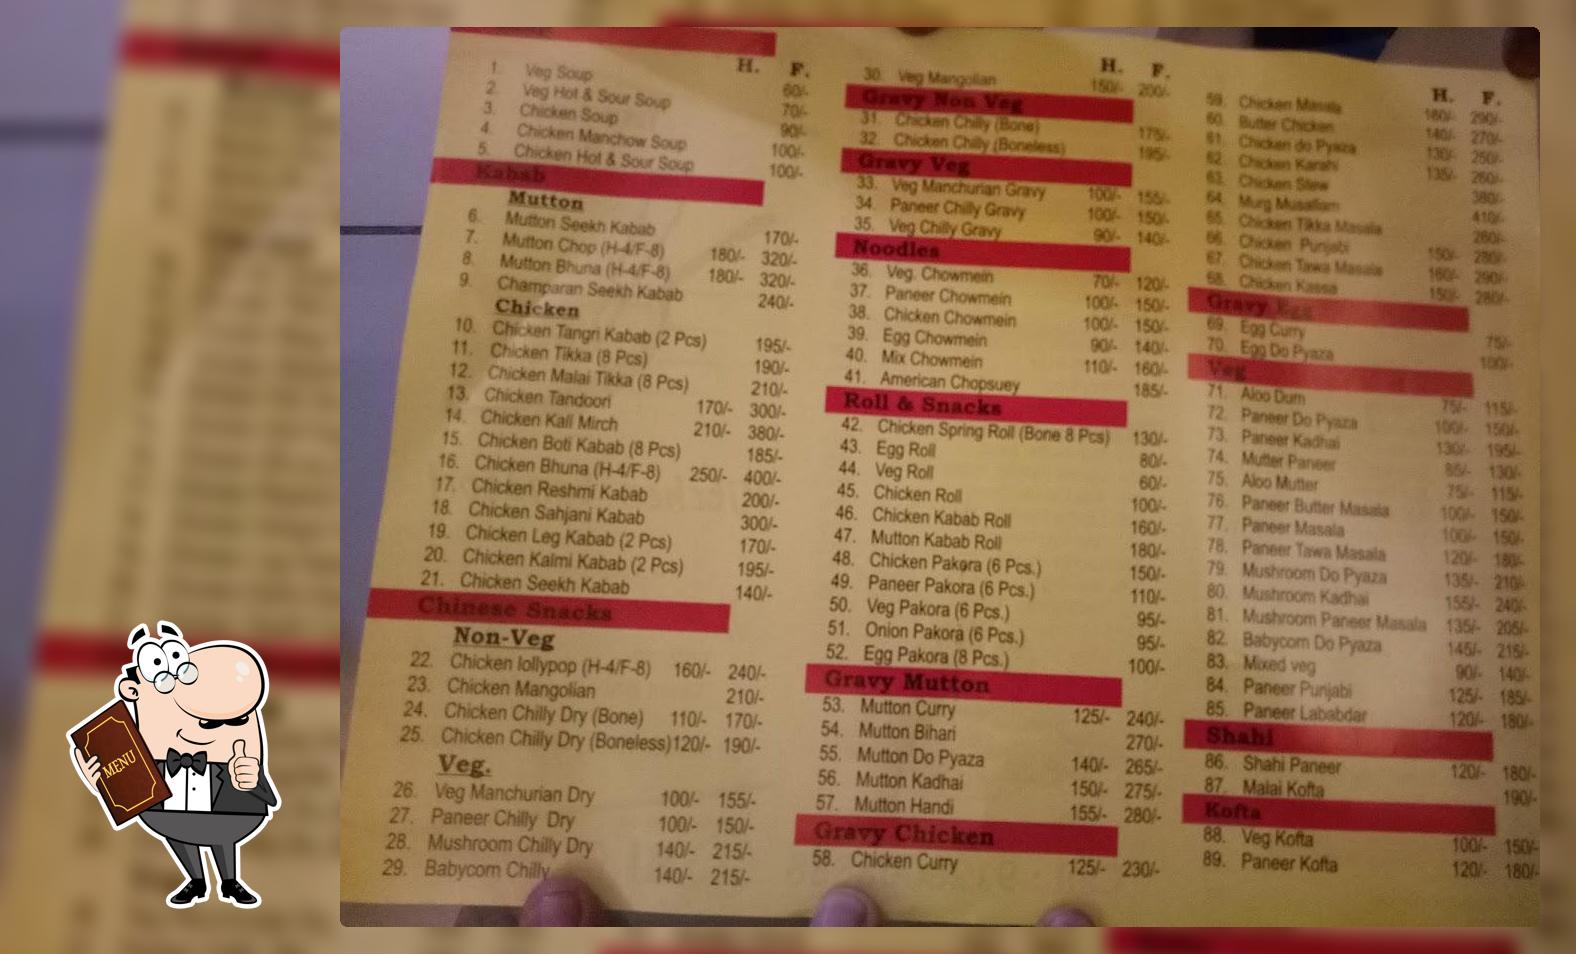 H. F.
1. Veg Soup 60/-
2. Veg Hot & Sour Soup 70/-
3. Chicken Soup 90/-
4. Chicken Manchow Soup 100/-
5. Chicken Hot & Sour Soup 100/-
Kabab
Mutton
6. Mutton Seekh Kabab 170/-
7. Mutton Chop (H-4/F-8) 180/- 320/-
8. Mutton Bhuna (H-4/F-8) 180/- 320/-
9. Champaran Seekh Kabab 240/-
Chicken
10. Chicken Tangri Kabab (2 Pcs) 195/-
11. Chicken Tikka (8 Pcs) 190/-
12. Chicken Malai Tikka (8 Pcs) 210/-
13. Chicken Tandoori 170/- 300/-
14. Chicken Kali Mirch 210/- 380/-
15. Chicken Boti Kabab (8 Pcs) 185/-
16. Chicken Bhuna (H-4/F-8) 250/- 400/-
17. Chicken Reshmi Kabab 200/-
18. Chicken Sahjani Kabab 300/-
19. Chicken Leg Kabab (2 Pcs) 170/-
20. Chicken Kalmi Kabab (2 Pcs) 195/-
21. Chicken Seekh Kabab 140/-
Chinese Snacks
Non-Veg
22. Chicken lollypop (H-4/F-8) 160/- 240/-
23. Chicken Mangolian 210/-
24. Chicken Chilly Dry (Bone) 110/- 170/-
25. Chicken Chilly Dry (Boneless) 120/- 190/-
Veg.
26. Veg Manchurian Dry 100/- 155/-
27. Paneer Chilly Dry 100/- 150/-
28. Mushroom Chilly Dry 140/- 215/-
29. Babycorn Chilly 140/- 215/-
H. F.
30. Veg Mangolian 150/- 200/-
Gravy Non Veg
31. Chicken Chilly (Bone) 175/-
32. Chicken Chilly (Boneless) 195/-
Gravy Veg
33. Veg Manchurian Gravy 100/- 155/-
34. Paneer Chilly Gravy 100/- 150/-
35. Veg Chilly Gravy 90/- 140/-
Noodles
36. Veg. Chowmein 70/- 120/-
37. Paneer Chowmein 100/- 150/-
38. Chicken Chowmein 100/- 150/-
39. Egg Chowmein 90/- 140/-
40. Mix Chowmein 110/- 160/-
41. American Chopsuey 185/-
Roll & Snacks
42. Chicken Spring Roll (Bone 8 Pcs) 130/-
43. Egg Roll 80/-
44. Veg Roll 60/-
45. Chicken Roll 100/-
46. Chicken Kabab Roll 160/-
47. Mutton Kabab Roll 180/-
48. Chicken Pakora (6 Pcs.) 150/-
49. Paneer Pakora (6 Pcs.) 110/-
50. Veg Pakora (6 Pcs.) 95/-
51. Onion Pakora (6 Pcs.) 95/-
52. Egg Pakora (8 Pcs.) 100/-
Gravy Mutton
53. Mutton Curry 125/- 240/-
54. Mutton Bihari 270/-
55. Mutton Do Pyaza 140/- 265/-
56. Mutton Kadhai 150/- 275/-
57. Mutton Handi 155/- 280/-
Gravy Chicken
58. Chicken Curry 125/- 230/-
H. F.
59. Chicken Masala 160/- 290/-
60. Butter Chicken 140/- 270/-
61. Chicken do Pyaza 130/- 250/-
62. Chicken Karahi 135/- 260/-
63. Chicken Stew 380/-
64. Murg Musallam 410/-
65. Chicken Tikka Masala 260/-
66. Chicken Punjabi 150/- 280/-
67. Chicken Tawa Masala 160/- 290/-
68. Chicken Kassa 150/- 280/-
Gravy Egg
69. Egg Curry 75/-
70. Egg Do Pyaza 100/-
Veg
71. Aloo Dum 75/- 115/-
72. Paneer Do Pyaza 100/- 150/-
73. Paneer Kadhai 130/- 195/-
74. Mutter Paneer 85/- 130/-
75. Aloo Mutter 75/- 115/-
76. Paneer Butter Masala 100/- 150/-
77. Paneer Masala 100/- 150/-
78. Paneer Tawa Masala 120/- 180/-
79. Mushroom Do Pyaza 135/- 210/-
80. Mushroom Kadhai 155/- 240/-
81. Mushroom Paneer Masala 135/- 205/-
82. Babycorn Do Pyaza 145/- 215/-
83. Mixed veg 90/- 140/-
84. Paneer Punjabi 125/- 185/-
85. Paneer Lababdar 120/- 180/-
Shahi
86. Shahi Paneer 120/- 180/-
87. Malai Kofta 190/-
Kofta
88. Veg Kofta 100/- 150/-
89. Paneer Kofta 120/- 180/-
MENU